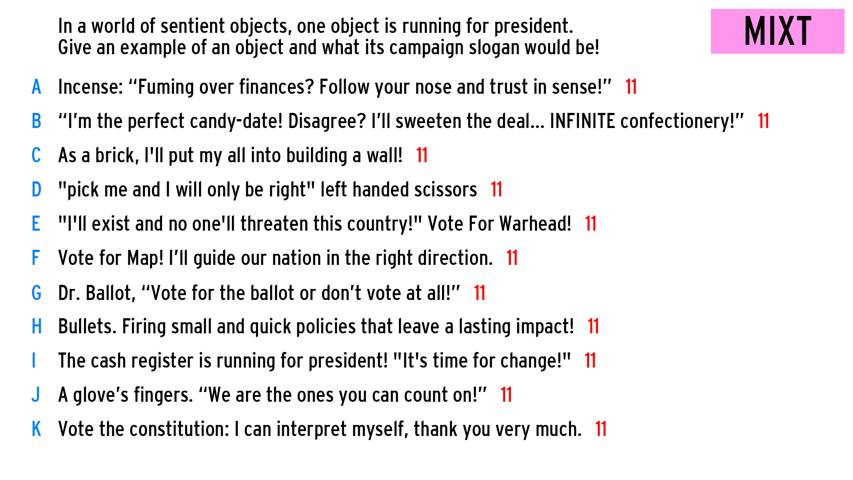 In a world of sentient objects, one object is running for president.
Give an example of an object and what its campaign slogan would be!
MIXT
A Incense: “Fuming over finances? Follow your nose and trust in sense!” 11
B “I’m the perfect candy-date! Disagree? I’ll sweeten the deal... INFINITE confectionery!” 11
C As a brick, I'll put my all into building a wall! 11
D "pick me and I will only be right" left handed scissors 11
E "I'll exist and no one'll threaten this country!" Vote For Warhead! 11
F Vote for Map! I’ll guide our nation in the right direction. 11
G Dr. Ballot, “Vote for the ballot or don’t vote at all!” 11
H Bullets. Firing small and quick policies that leave a lasting impact! 11
I The cash register is running for president! "It's time for change!" 11
J A glove’s fingers. “We are the ones you can count on!” 11
K Vote the constitution: I can interpret myself, thank you very much. 11